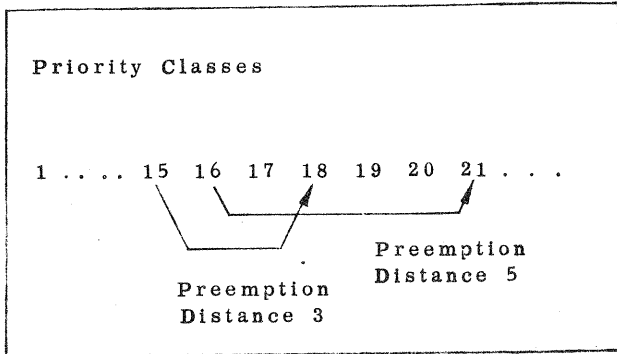 Priority Classes
1 .... 15 16 17 18 19 20 21 ...
Preemption
Distance 5
Preemption
Distance 3